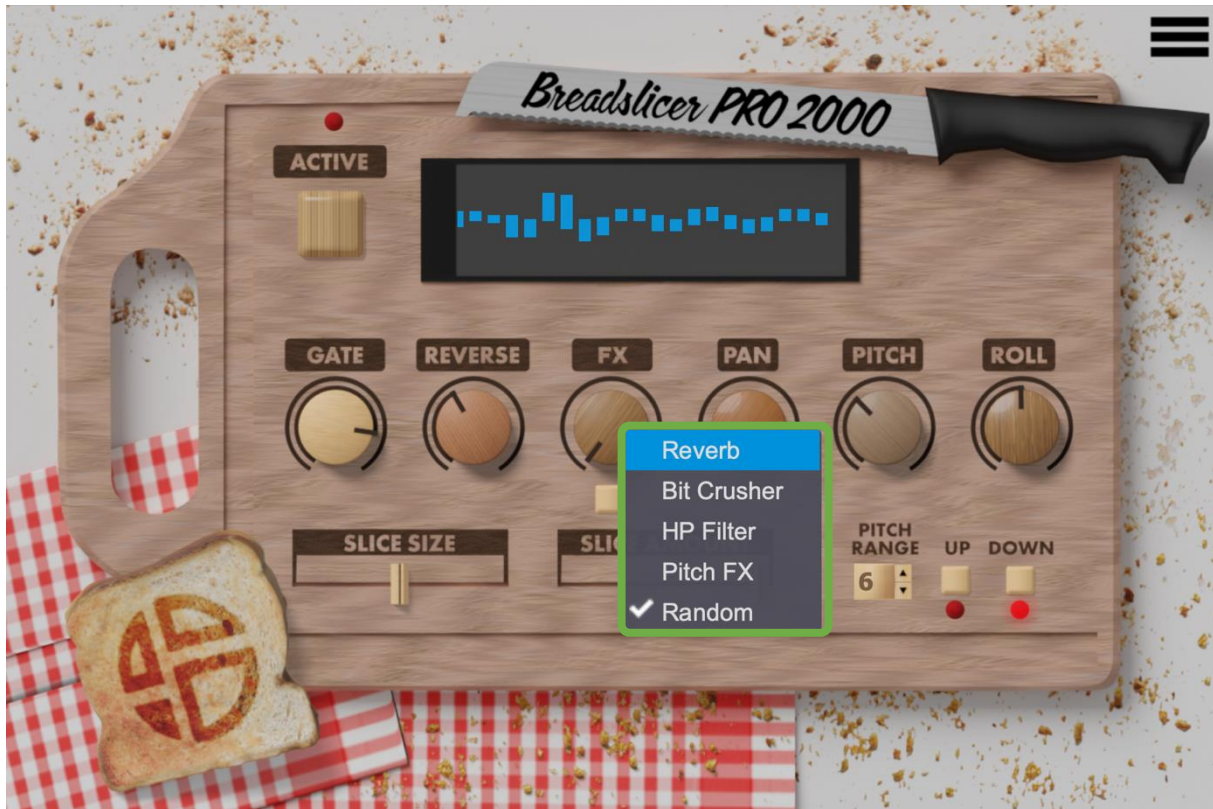 Breadslicer PRO 2000
ACTIVE
GATE REVERSE FX PAN PITCH ROLL
Reverb
Bit Crusher
HP Filter
Pitch FX
Random
SLICE SIZE
PITCH
RANGE UP DOWN
6